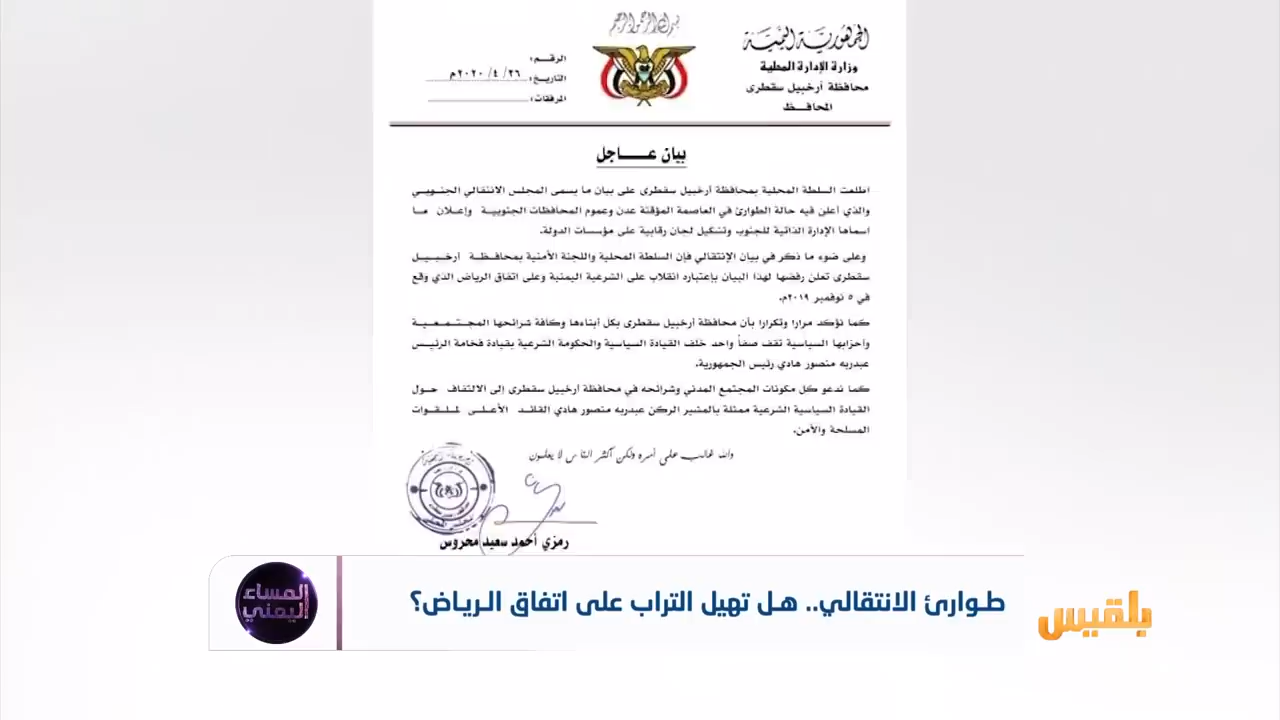 بسم الله الرحمن الرحيم
الجمهورية اليمنية
وزارة الإدارة المحلية
محافظة أرخبيل سقطرى
المحافظ
الرقم:
التاريخ: ٢٦/ ٤/ ٢٠٢٠م
المرفقات:
بيان عـــاجل
اطلعت السلطة المحلية بمحافظة أرخبيل سقطرى على بيان ما يسمى المجلس الانتقالي الجنوبي
والذي أعلن فيه حالة الطوارئ في العاصمة المؤقتة عدن وعموم المحافظات الجنوبية وإعلان ما
اسماها الإدارة الذاتية للجنوب وتشكيل لجان رقابية على مؤسسات الدولة.
وعلى ضوء ما ذكر في بيان الإنتقالي فإن السلطة المحلية واللجنة الأمنية بمحافظة أرخبيل
سقطرى تعلن رفضها لهذا البيان بإعتباره انقلاب على الشرعية اليمنية وعلى اتفاق الرياض الذي وقع
في ٥ نوفمبر ٢٠١٩م.
كما نؤكد مرارا وتكرارا بأن محافظة أرخبيل سقطرى بكل أبناءها وكافة شرائحها المجتمعية
وأحزابها السياسية تقف صفاً واحد خلف القيادة السياسية والحكومة الشرعية بقيادة فخامة الرئيس
عبدربه منصور هادي رئيس الجمهورية.
كما ندعو كل مكونات المجتمع المدني وشرائحه في محافظة أرخبيل سقطرى إلى الالتفاف حول
القيادة السياسية الشرعية ممثلة بالمشير الركن عبدربه منصور هادي القائد الأعلى للقوات
المسلحة والأمن.
والله غالب على أمره ولكن أكثر الناس لا يعلمون
رمزي أحمد سعيد محروس
طوارئ الانتقالي.. هل تهيل التراب على اتفاق الرياض؟
المساء
اليمني
بلقيس